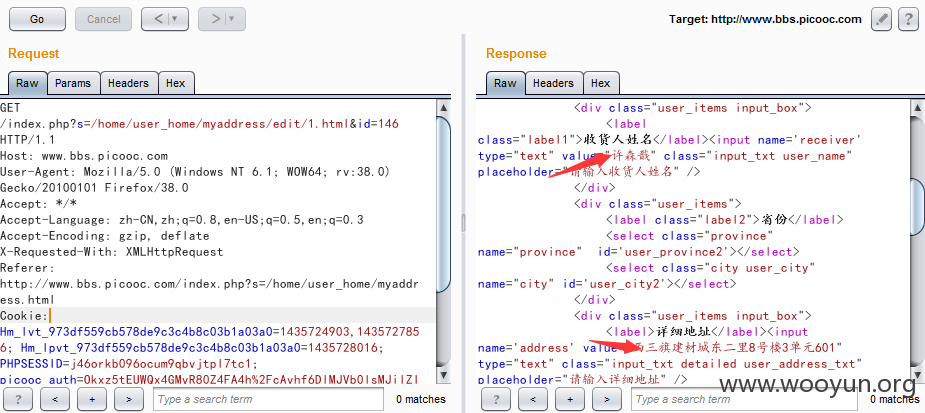 Go Cancel < > Target: http://www.bbs.picooc.com ?
Request
Raw Params Headers Hex
GET
/index.php?s=/home/user_home/myaddress/edit/1.html&id=146
HTTP/1.1
Host: www.bbs.picooc.com
User-Agent: Mozilla/5.0 (Windows NT 6.1; WOW64; rv:38.0)
Gecko/20100101 Firefox/38.0
Accept: */*
Accept-Language: zh-CN,zh;q=0.8,en-US;q=0.5,en;q=0.3
Accept-Encoding: gzip, deflate
X-Requested-With: XMLHttpRequest
Referer:
http://www.bbs.picooc.com/index.php?s=/home/user_home/myaddr
ess.html
Cookie:
Hm_lvt_973df559cb578de9c3c4b8c03b1a03a0=1435724903,143572785
6; Hm_lpvt_973df559cb578de9c3c4b8c03b1a03a0=1435728016;
PHPSESSID=j46orkb096ocum9qbvjtpl7tc1;
? < + > Type a search term 0 matches
Response
Raw Headers Hex
<div class="user_items input_box">
<label
class="label1">收货人姓名</label><input name='receiver'
type="text" value="许森戬" class="input_txt user_name"
placeholder="请输入收货人姓名" />
</div>
<div class="user_items">
<label class="label2">省份</label>
<select class="province"
name="province" id='user_province2'></select>
<select class="city user_city"
name="city" id='user_city2'></select>
</div>
<div class="user_items input_box">
<label>详细地址</label><input
name='address' value 西三旗建材城东二里8号楼3单元601"
type="text" class="input_txt detailed user_address_txt"
placeholder="请输入详细地址" />
? < + > Type a search term 0 matches
www.wooyun.org